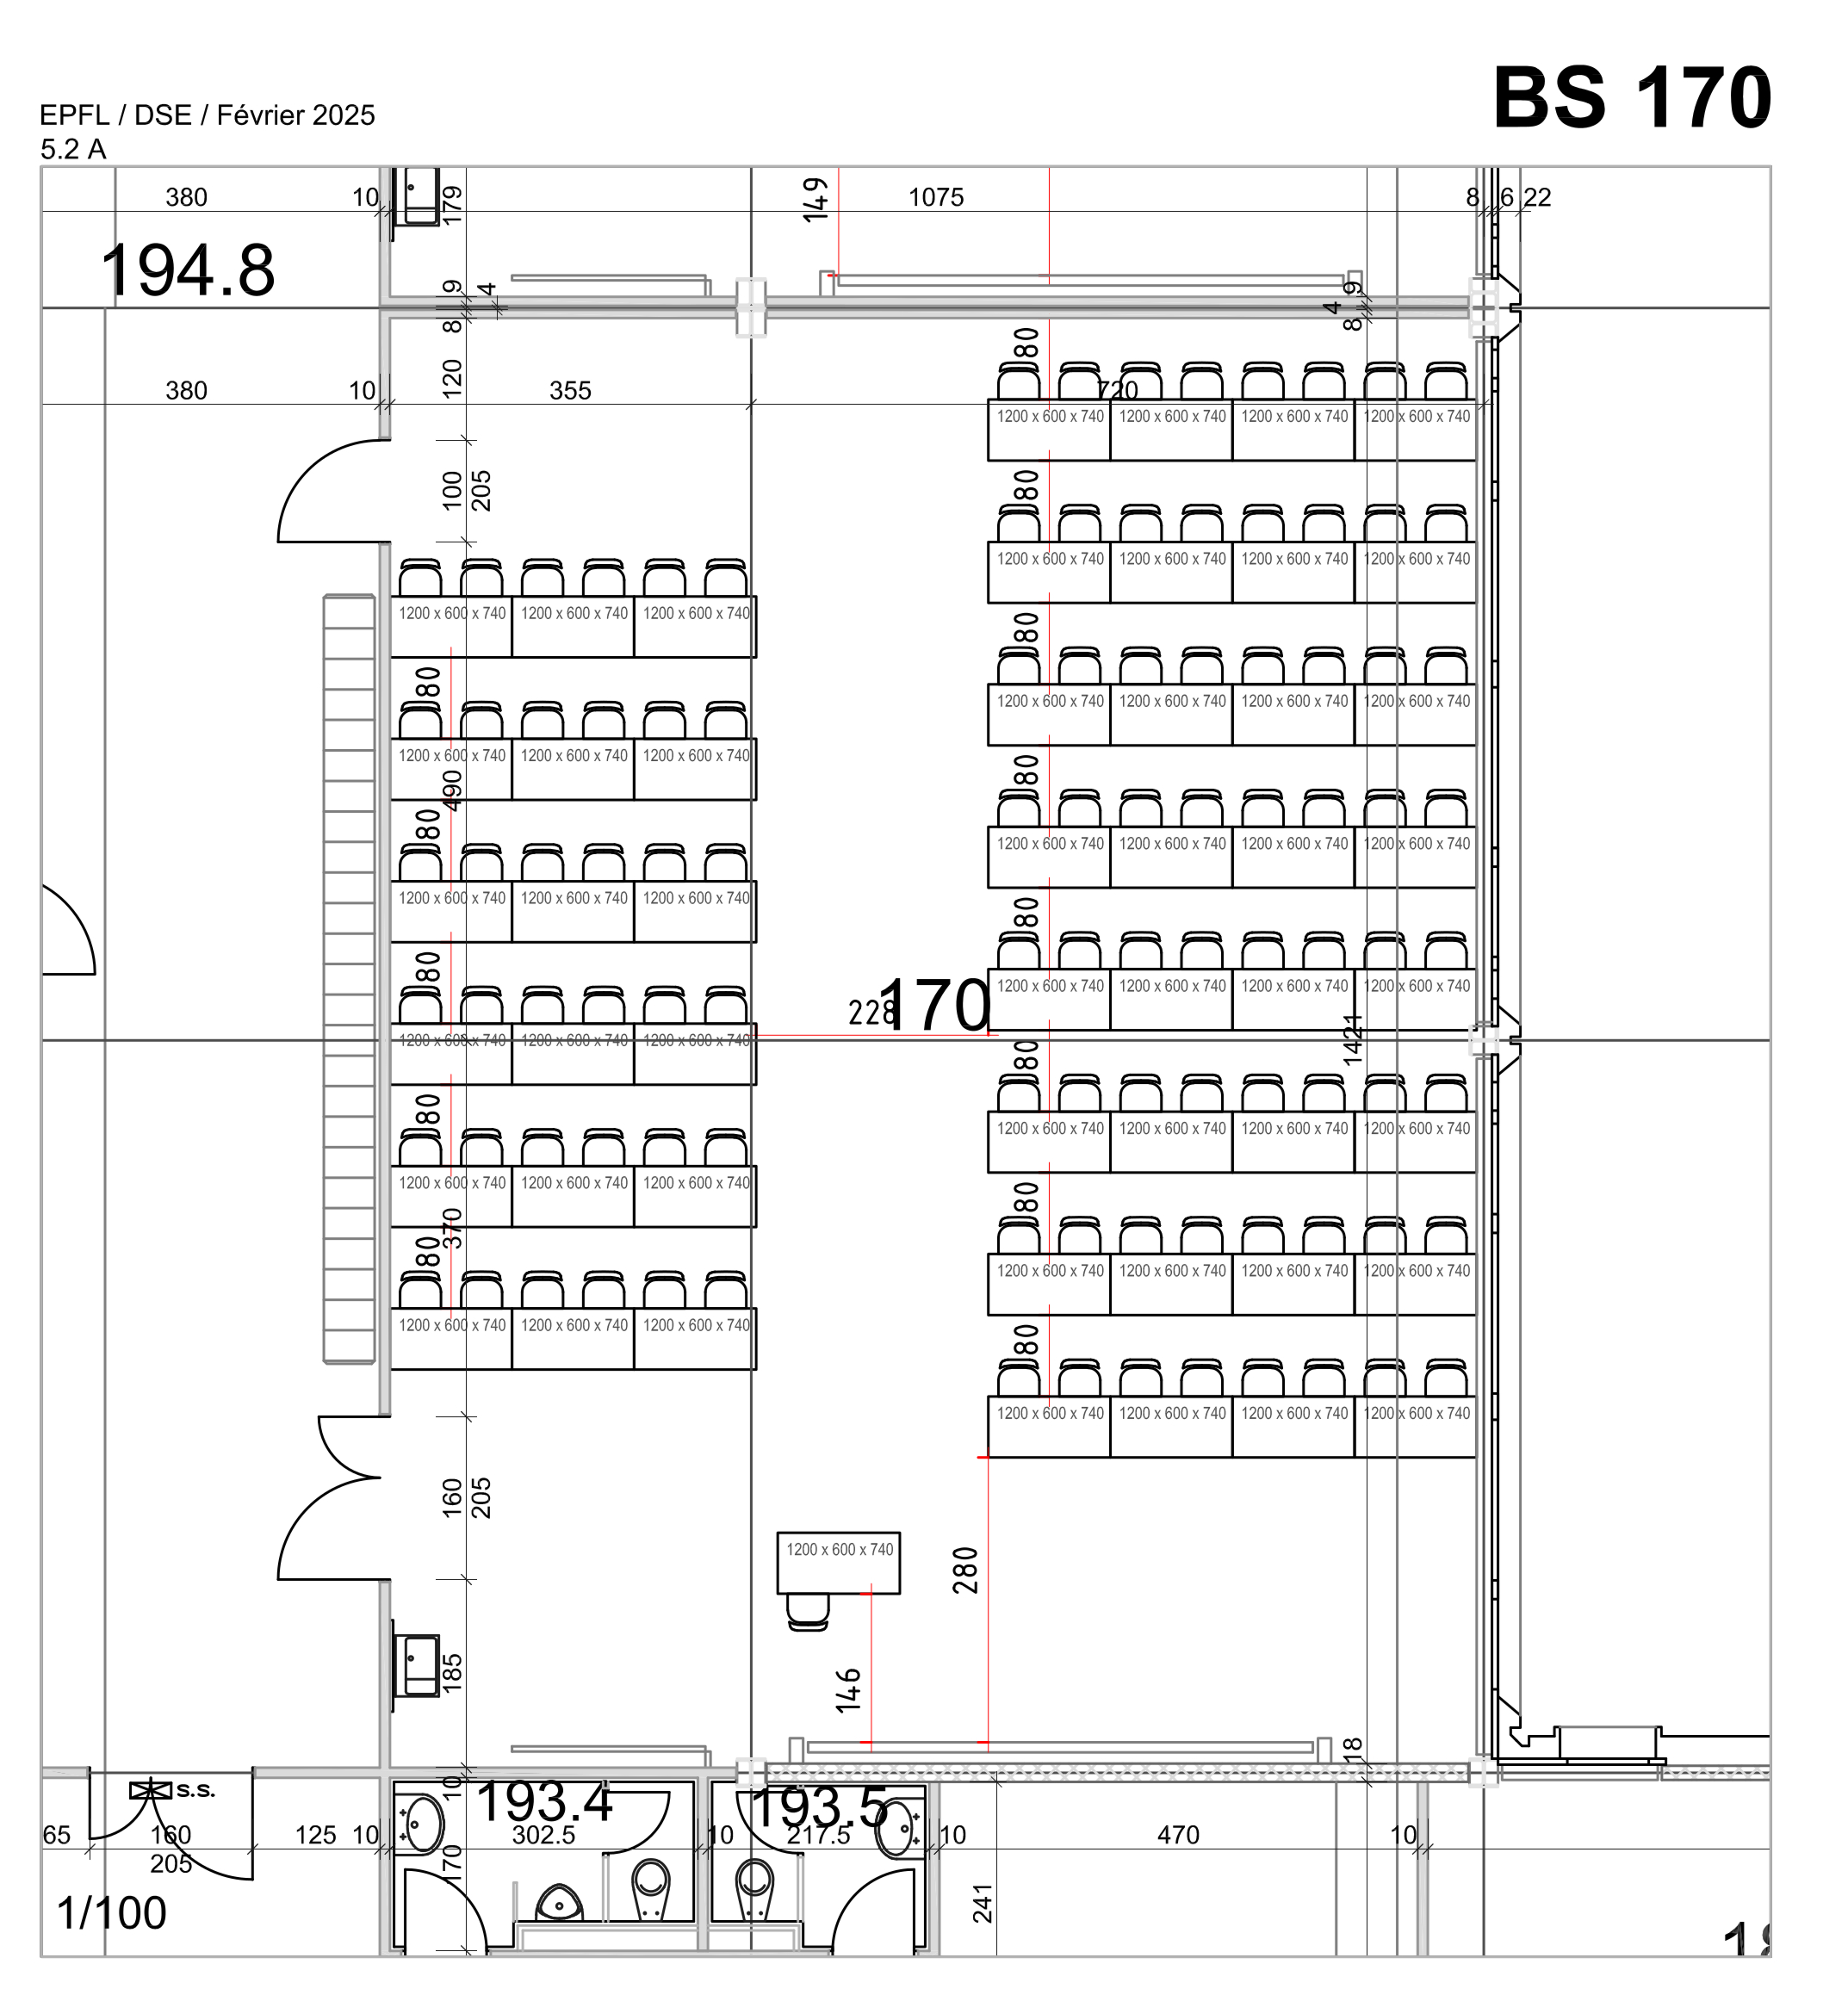 BS 170
EPFL / DSE / Février 2025
5.2 A
380 10 179 149 1075 8 6 22
194.8
9 4 9
8 4 8
380 10 120 355 80 720
1200 x 600 x 740 1200 x 600 x 740 1200 x 600 x 740 1200 x 600 x 740
100 205 80
1200 x 600 x 740 1200 x 600 x 740 1200 x 600 x 740 1200 x 600 x 740
1200 x 600 x 740 1200 x 600 x 740 1200 x 600 x 740
80 80
1200 x 600 x 740 1200 x 600 x 740 1200 x 600 x 740 1200 x 600 x 740
1200 x 600 x 740 1200 x 600 x 740 1200 x 600 x 740
490
80 80
1200 x 600 x 740 1200 x 600 x 740 1200 x 600 x 740 1200 x 600 x 740
1200 x 600 x 740 1200 x 600 x 740 1200 x 600 x 740
80 80
1200 x 600 x 740 1200 x 600 x 740 1200 x 600 x 740 1200 x 600 x 740
228 170
1200 x 600 x 740 1200 x 600 x 740 1200 x 600 x 740
1421
80 80
1200 x 600 x 740 1200 x 600 x 740 1200 x 600 x 740 1200 x 600 x 740
1200 x 600 x 740 1200 x 600 x 740 1200 x 600 x 740
370
80 80
1200 x 600 x 740 1200 x 600 x 740 1200 x 600 x 740 1200 x 600 x 740
1200 x 600 x 740 1200 x 600 x 740 1200 x 600 x 740
80
1200 x 600 x 740 1200 x 600 x 740 1200 x 600 x 740 1200 x 600 x 740
160 205
1200 x 600 x 740
280
185 146
18
s.s. 10 193.4 193.5
65 160 125 10 302.5 10 217.5 10 470 10
205 170
1/100 241